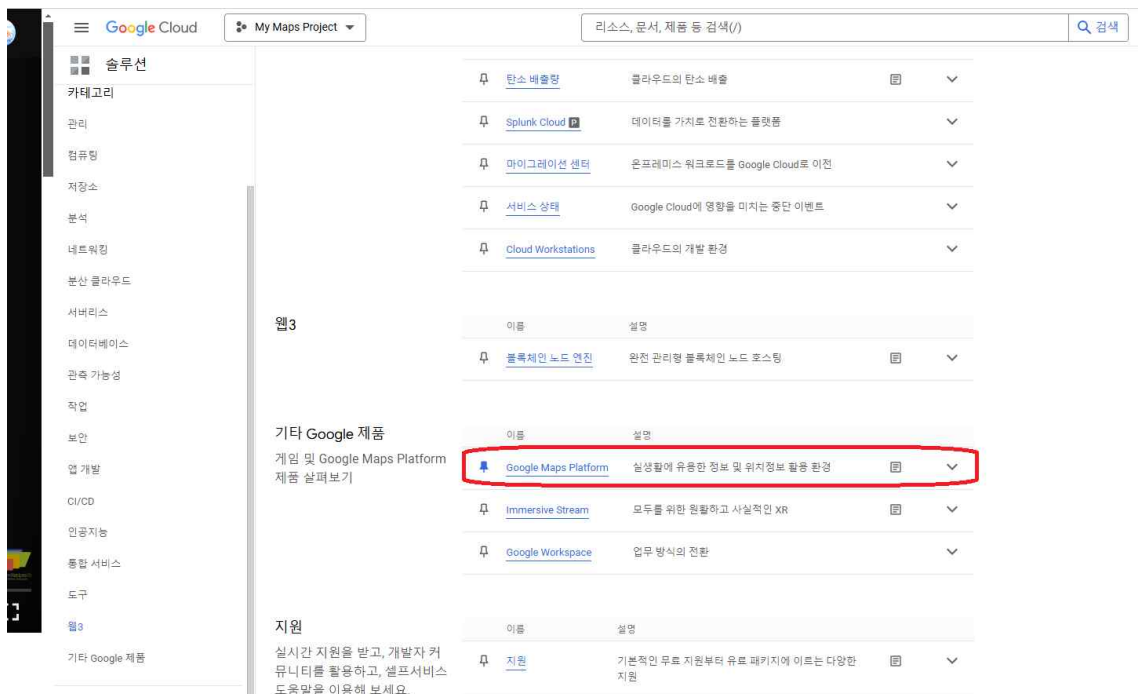 Google Cloud
My Maps Project
리소스, 문서, 제품 등 검색(/)
검색
솔루션
카테고리
관리
컴퓨팅
저장소
분석
네트워킹
분산 클라우드
서버리스
데이터베이스
관측 가능성
작업
보안
앱 개발
CI/CD
인공지능
통합 서비스
도구
웹3
기타 Google 제품
탄소 배출량 클라우드의 탄소 배출
Splunk Cloud P 데이터를 가치로 전환하는 플랫폼
마이그레이션 센터 온프레미스 워크로드를 Google Cloud로 이전
서비스 상태 Google Cloud에 영향을 미치는 중단 이벤트
Cloud Workstations 클라우드의 개발 환경
웹3
이름 설명
블록체인 노드 엔진 완전 관리형 블록체인 노드 호스팅
기타 Google 제품
게임 및 Google Maps Platform
제품 살펴보기
이름 설명
Google Maps Platform 실생활에 유용한 정보 및 위치정보 활용 환경
Immersive Stream 모두를 위한 원활하고 사실적인 XR
Google Workspace 업무 방식의 전환
지원
실시간 지원을 받고, 개발자 커
뮤니티를 활용하고, 셀프서비스
도움말을 이용해 보세요.
이름 설명
지원 기본적인 무료 지원부터 유료 패키지에 이르는 다양한
지원